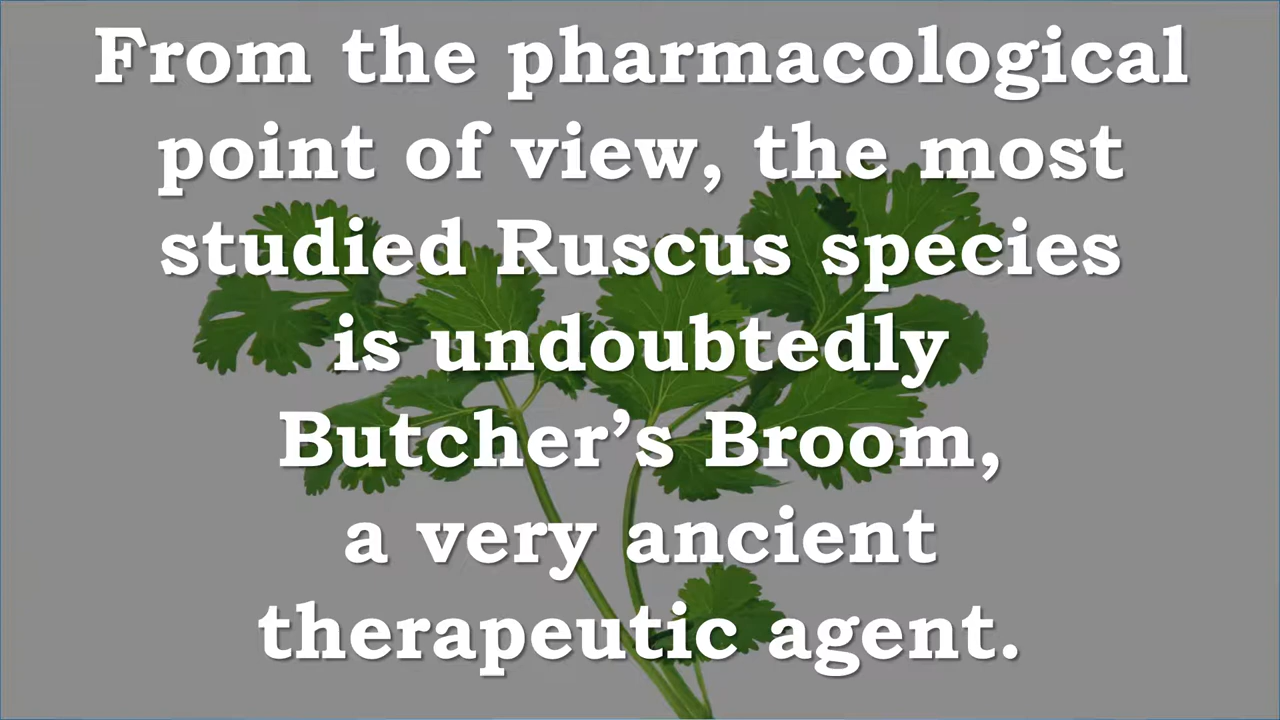 From the pharmacological
point of view, the most
studied Ruscus species
is undoubtedly
Butcher’s Broom,
a very ancient
therapeutic agent.